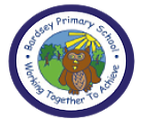 Bardsey Primary School
Working Together To Achieve